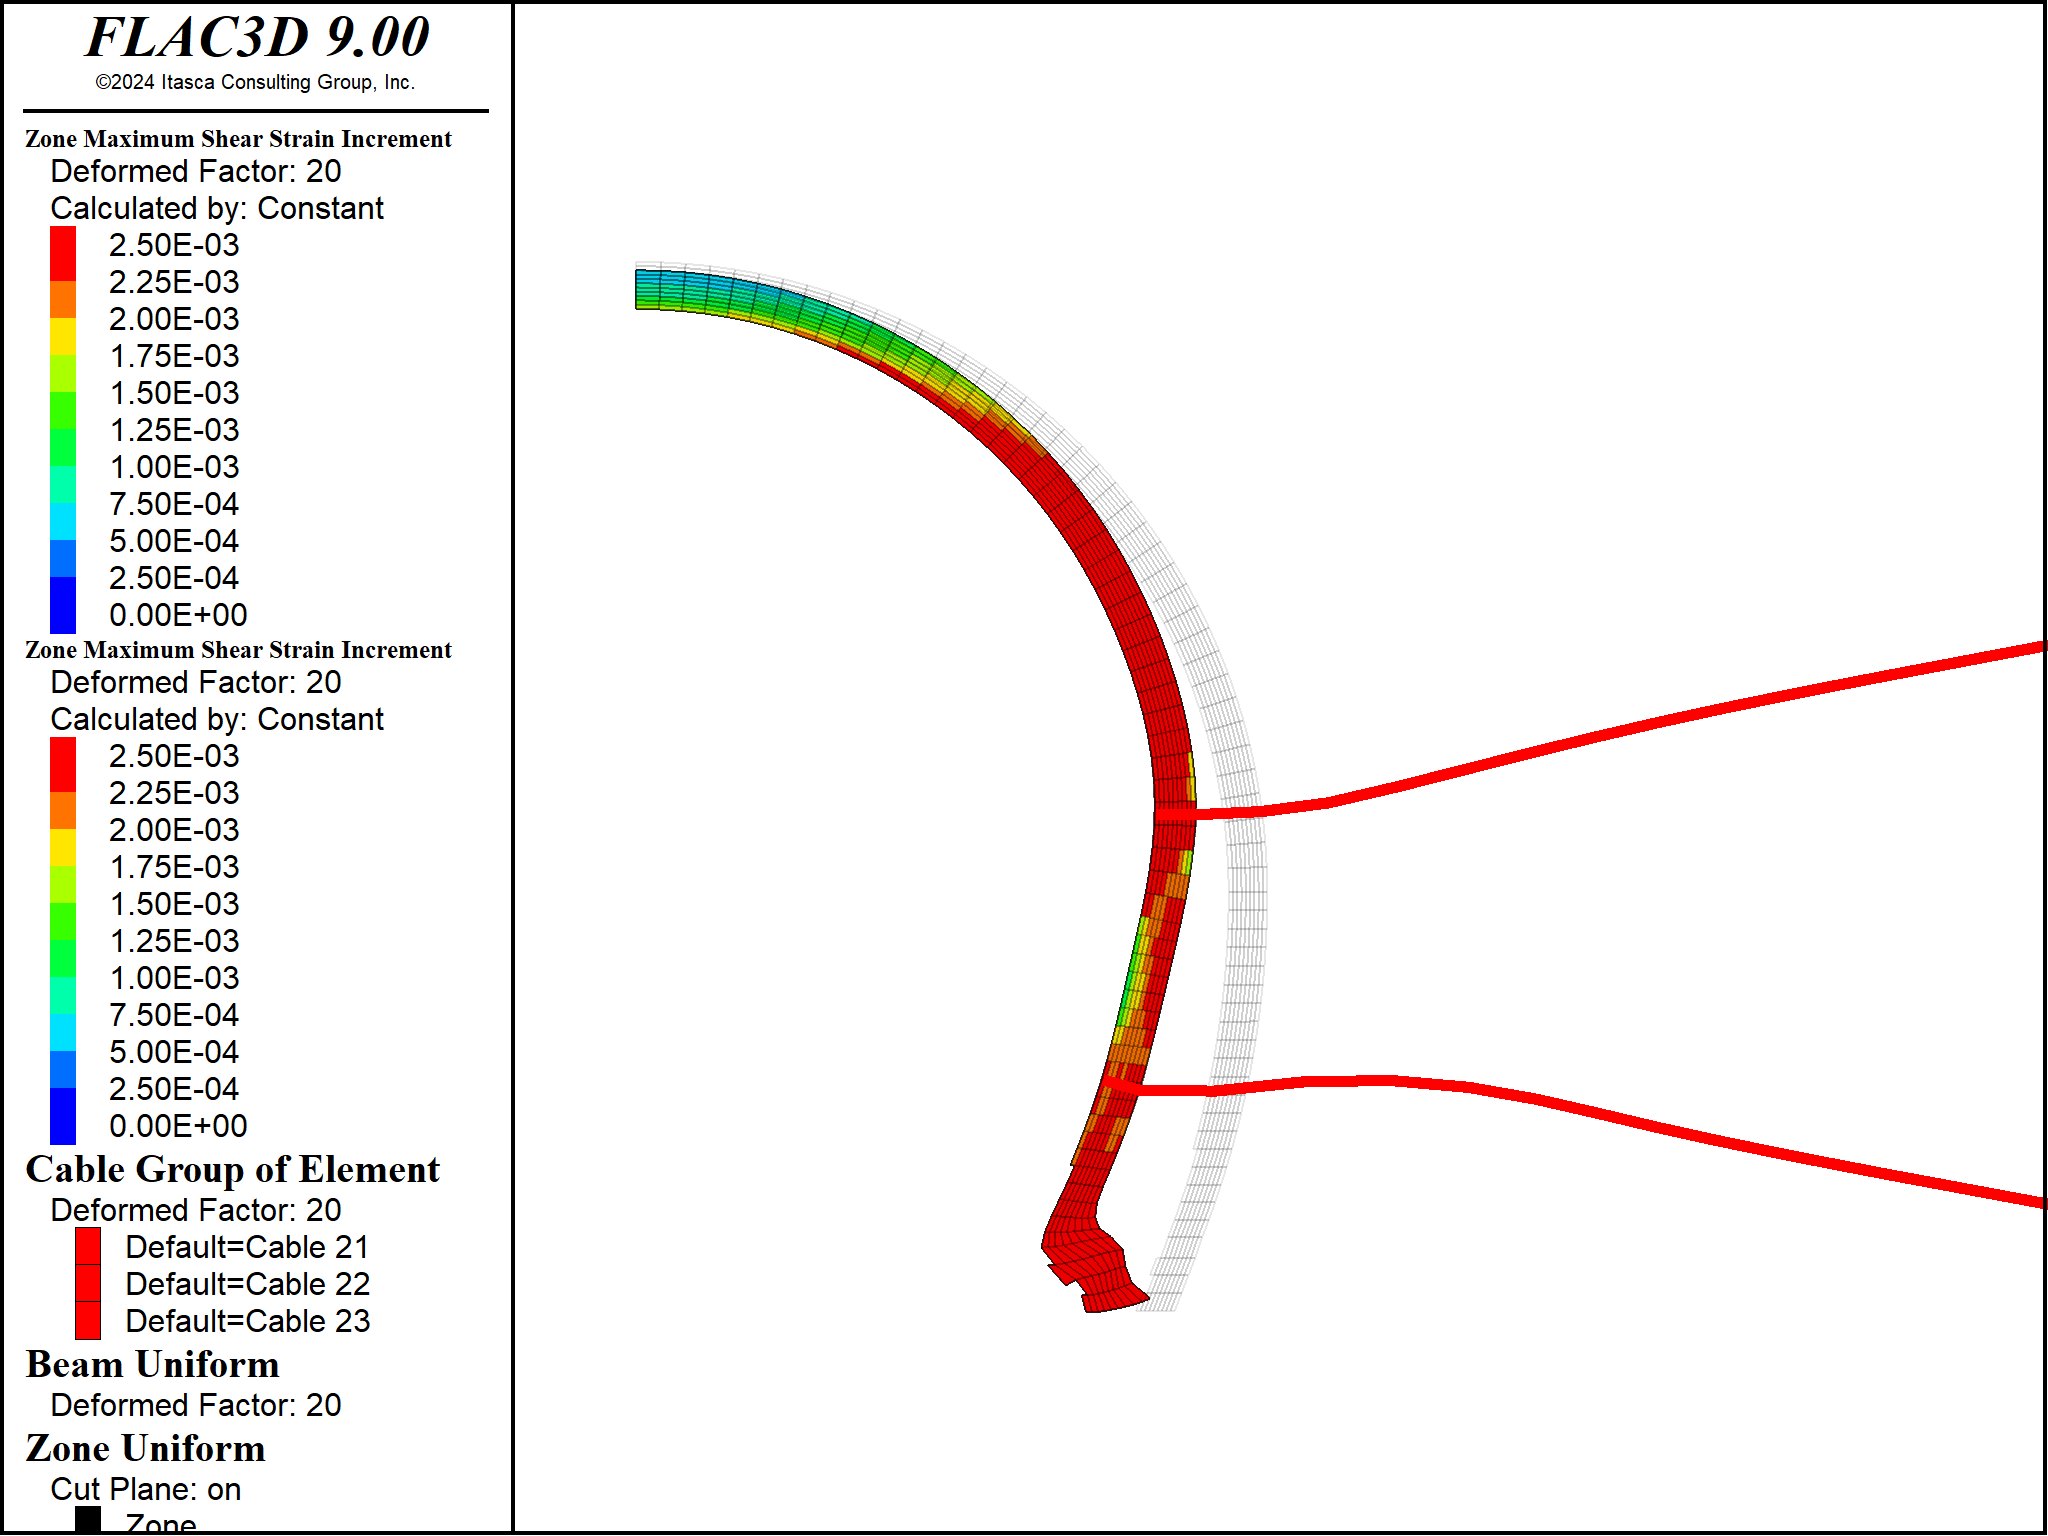 FLAC3D 9.00
©2024 Itasca Consulting Group, Inc.
Zone Maximum Shear Strain Increment
Deformed Factor: 20
Calculated by: Constant
2.50E-03
2.25E-03
2.00E-03
1.75E-03
1.50E-03
1.25E-03
1.00E-03
7.50E-04
5.00E-04
2.50E-04
0.00E+00
Zone Maximum Shear Strain Increment
Deformed Factor: 20
Calculated by: Constant
2.50E-03
2.25E-03
2.00E-03
1.75E-03
1.50E-03
1.25E-03
1.00E-03
7.50E-04
5.00E-04
2.50E-04
0.00E+00
Cable Group of Element
Deformed Factor: 20
Default=Cable 21
Default=Cable 22
Default=Cable 23
Beam Uniform
Deformed Factor: 20
Zone Uniform
Cut Plane: on
Zone